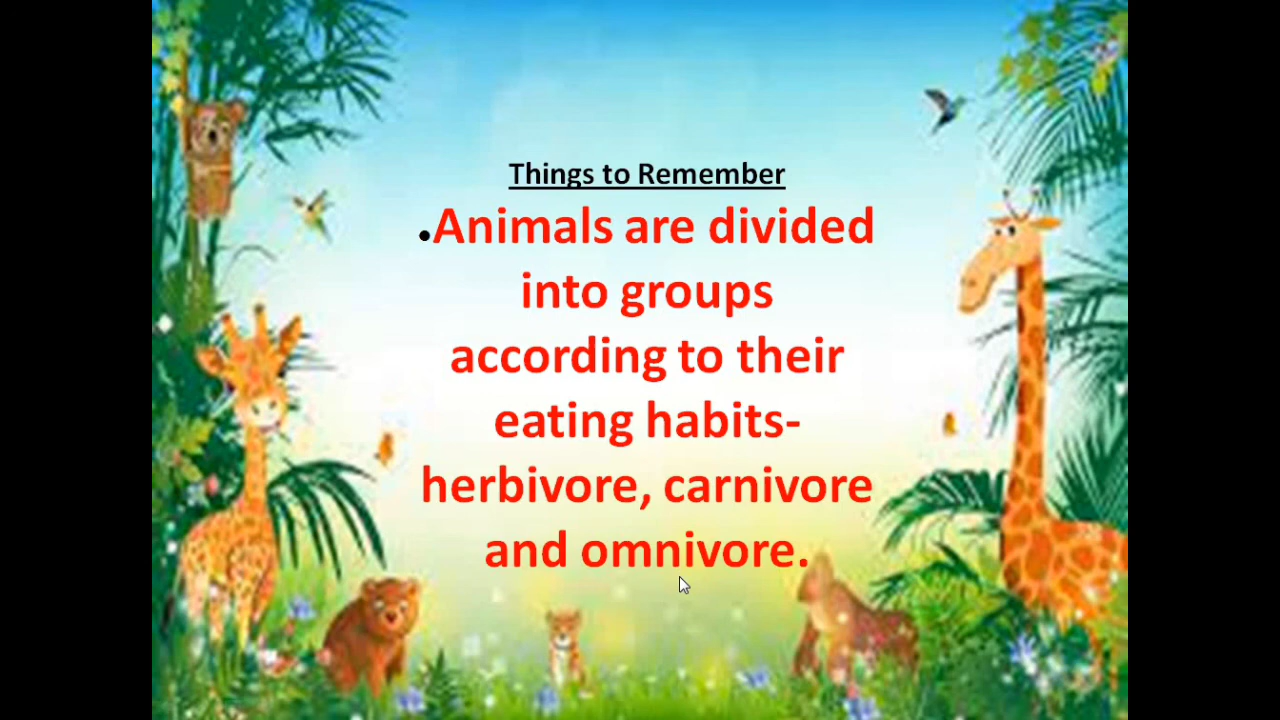 Things to Remember
•Animals are divided
into groups
according to their
eating habits-
herbivore, carnivore
and omnivore.